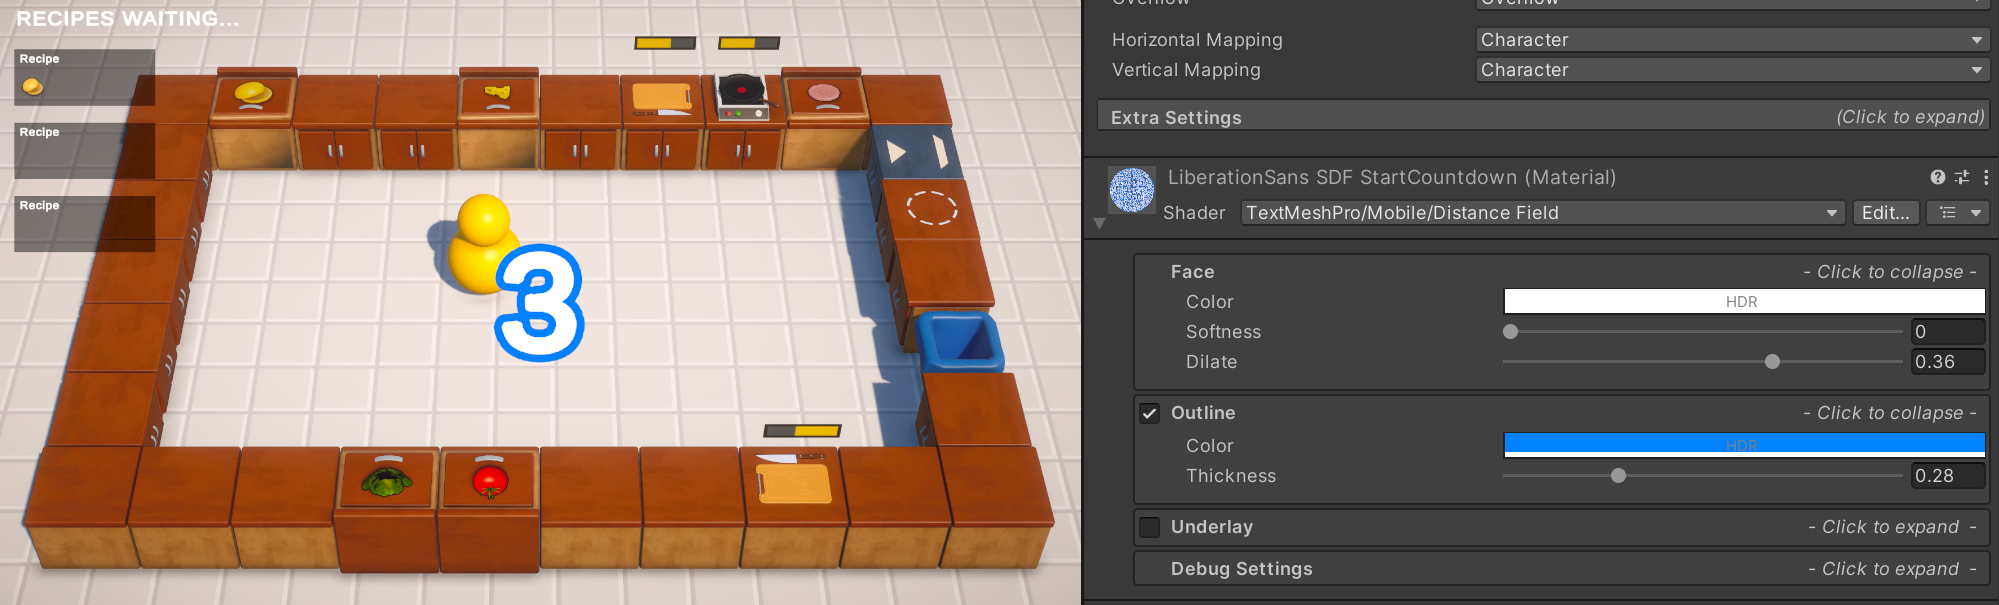 RECIPES WAITING...
Recipe
Recipe
Recipe
3
Overflow
Overflow
Horizontal Mapping
Character
Vertical Mapping
Character
Extra Settings
(Click to expand)
LiberationSans SDF StartCountdown (Material)
Shader
TextMeshPro/Mobile/Distance Field
Edit...
Face
- Click to collapse -
Color
HDR
Softness
0
Dilate
0.36
Outline
- Click to collapse -
Color
HDR
Thickness
0.28
Underlay
- Click to expand -
Debug Settings
- Click to expand -